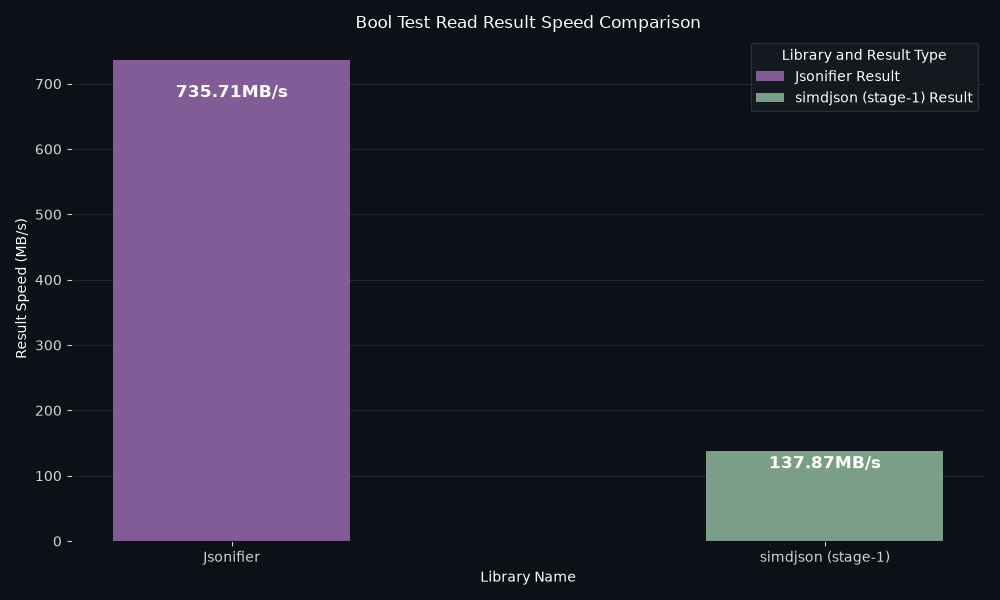 Bool Test Read Result Speed Comparison
Library and Result Type
Jsonifier Result
simdjson (stage-1) Result
735.71MB/s
137.87MB/s
Result Speed (MB/s)
700
600
500
400
300
200
100
0
Jsonifier
simdjson (stage-1)
Library Name